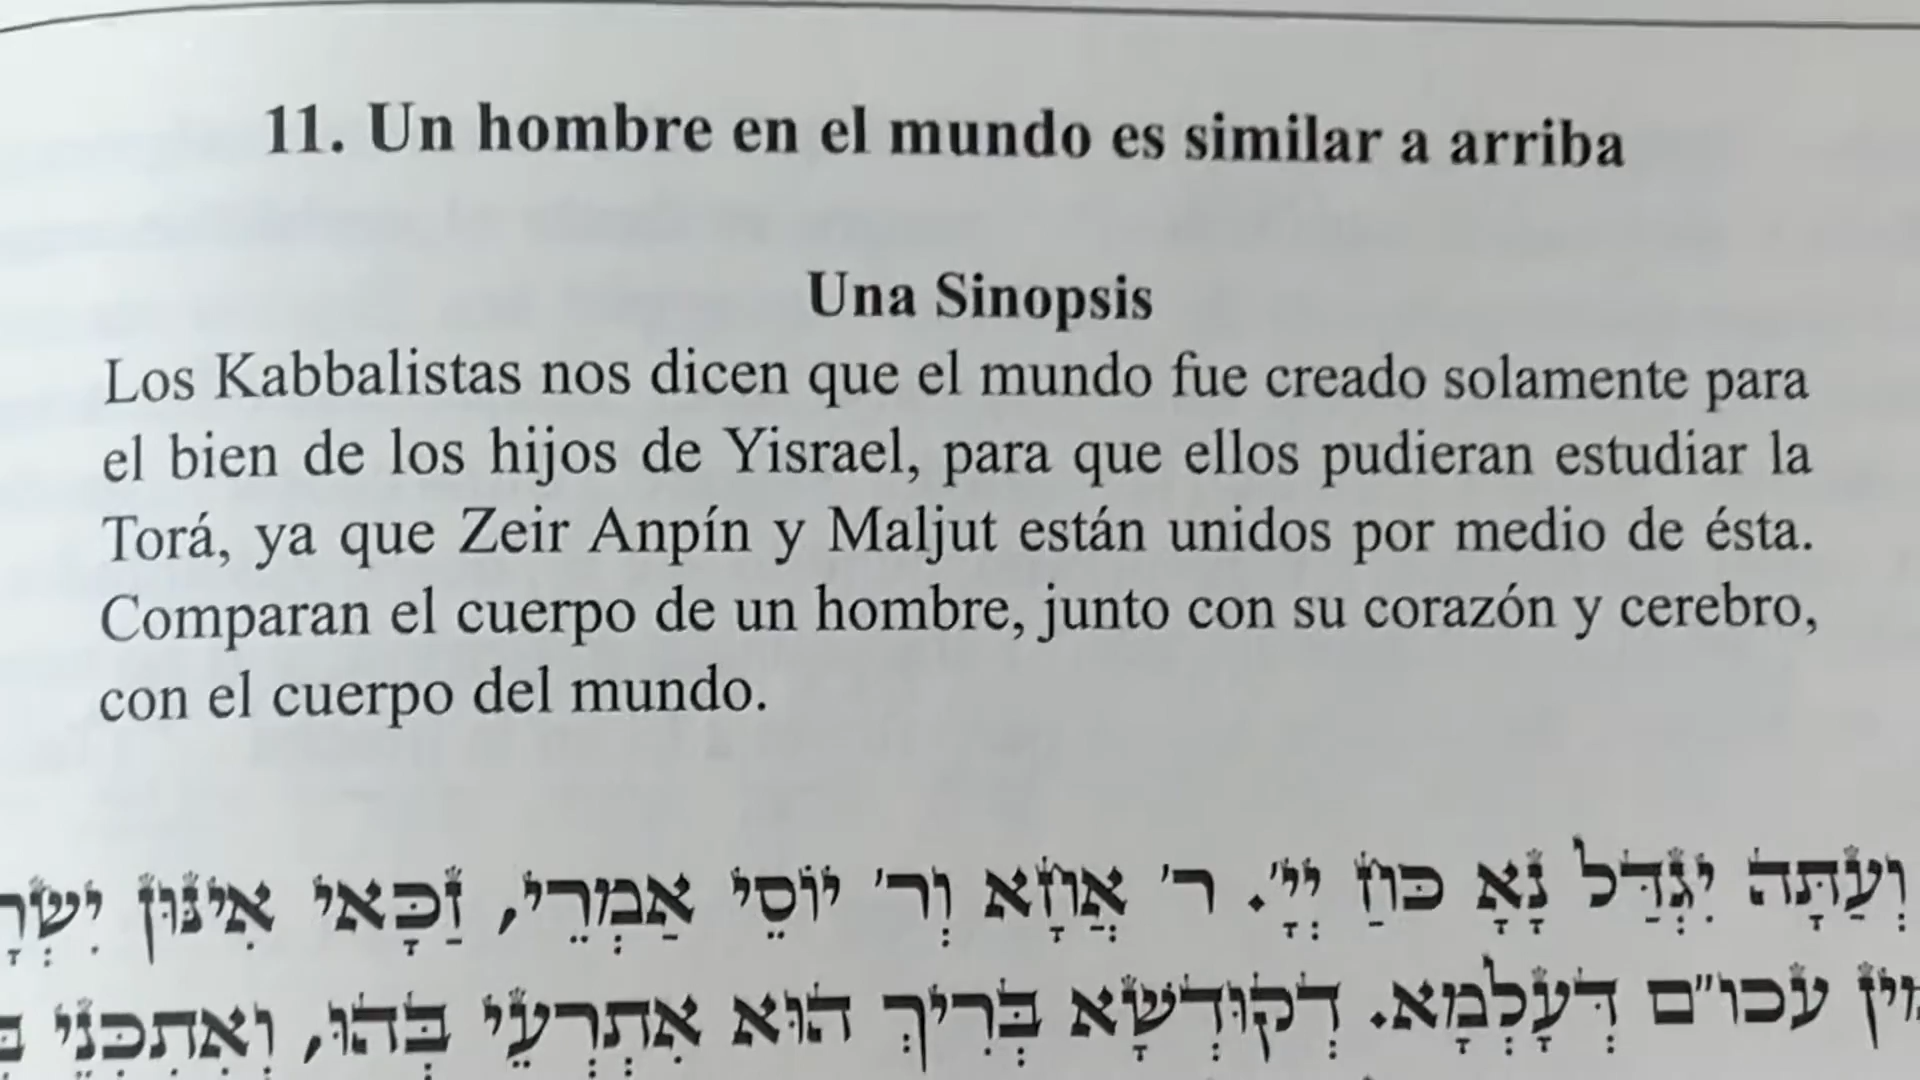 11. Un hombre en el mundo es similar a arriba
Una Sinopsis
Los Kabbalistas nos dicen que el mundo fue creado solamente para
el bien de los hijos de Yisrael, para que ellos pudieran estudiar la
Torá, ya que Zeir Anpín y Maljut están unidos por medio de ésta.
Comparan el cuerpo de un hombre, junto con su corazón y cerebro,
con el cuerpo del mundo.
וְעַתָּה יִגְדַּל נָא כּוֹחַ יְיָ'. ר' אֲחָא וְר' יוֹסֵי אַמְרֵי, זַכָּאִי אִינּוּן
עכו"ם דְּעָלְמָא. דְקוּדְשָׁא בְּרִיךְ הוּא אִתְרְעֵי בְּהוּ,